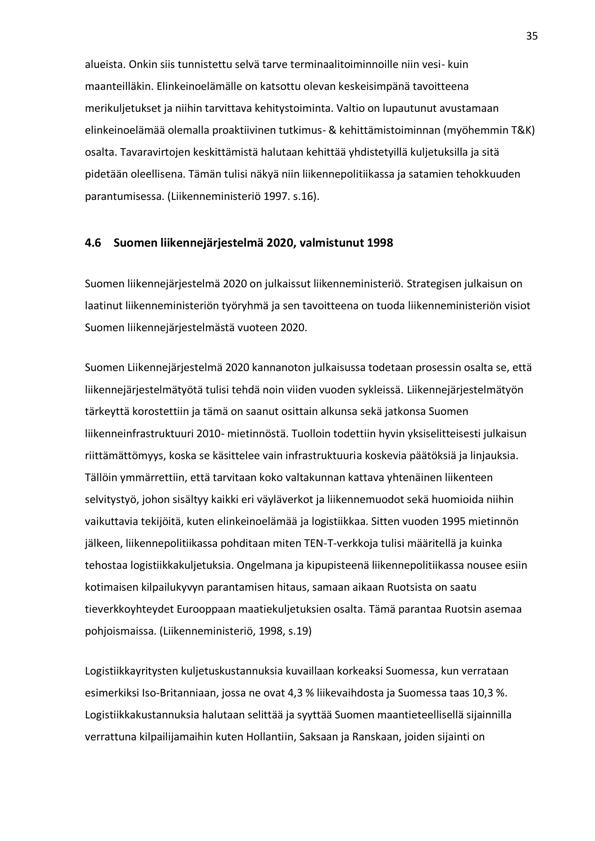 35
alueista. Onkin siis tunnistettu selvä tarve terminaalitoiminnoille niin vesi- kuin
maanteilläkin. Elinkeinoelämälle on katsottu olevan keskeisimpänä tavoitteena
merikuljetukset ja niihin tarvittava kehitystoiminta. Valtio on lupautunut avustamaan
elinkeinoelämää olemalla proaktiivinen tutkimus- & kehittämistoiminnan (myöhemmin T&K)
osalta. Tavaravirtojen keskittämistä halutaan kehittää yhdistetyillä kuljetuksilla ja sitä
pidetään oleellisena. Tämän tulisi näkyä niin liikennepolitiikassa ja satamien tehokkuuden
parantumisessa. (Liikenneministeriö 1997. s.16).
4.6 Suomen liikennejärjestelmä 2020, valmistunut 1998
Suomen liikennejärjestelmä 2020 on julkaissut liikenneministeriö. Strategisen julkaisun on
laatinut liikenneministeriön työryhmä ja sen tavoitteena on tuoda liikenneministeriön visiot
Suomen liikennejärjestelmästä vuoteen 2020.
Suomen Liikennejärjestelmä 2020 kannanoton julkaisussa todetaan prosessin osalta se, että
liikennejärjestelmätyötä tulisi tehdä noin viiden vuoden sykleissä. Liikennejärjestelmätyön
tärkeyttä korostettiin ja tämä on saanut osittain alkunsa sekä jatkonsa Suomen
liikenneinfrastruktuuri 2010- mietinnöstä. Tuolloin todettiin hyvin yksiselitteisesti julkaisun
riittämättömyys, koska se käsittelee vain infrastruktuuria koskevia päätöksiä ja linjauksia.
Tällöin ymmärrettiin, että tarvitaan koko valtakunnan kattava yhtenäinen liikenteen
selvitystyö, johon sisältyy kaikki eri väyläverkot ja liikennemuodot sekä huomioida niihin
vaikuttavia tekijöitä, kuten elinkeinoelämää ja logistiikkaa. Sitten vuoden 1995 mietinnön
jälkeen, liikennepolitiikassa pohditaan miten TEN-T-verkkoja tulisi määritellä ja kuinka
tehostaa logistiikkakuljetuksia. Ongelmana ja kipupisteenä liikennepolitiikassa nousee esiin
kotimaisen kilpailukyvyn parantamisen hitaus, samaan aikaan Ruotsista on saatu
tieverkkoyhteydet Eurooppaan maatiekuljetuksien osalta. Tämä parantaa Ruotsin asemaa
pohjoismaissa. (Liikenneministeriö, 1998, s.19)
Logistiikkayritysten kuljetuskustannuksia kuvaillaan korkeaksi Suomessa, kun verrataan
esimerkiksi Iso-Britanniaan, jossa ne ovat 4,3 % liikevaihdosta ja Suomessa taas 10,3 %.
Logistiikkakustannuksia halutaan selittää ja syyttää Suomen maantieteellisellä sijainnilla
verrattuna kilpailijamaihin kuten Hollantiin, Saksaan ja Ranskaan, joiden sijainti on